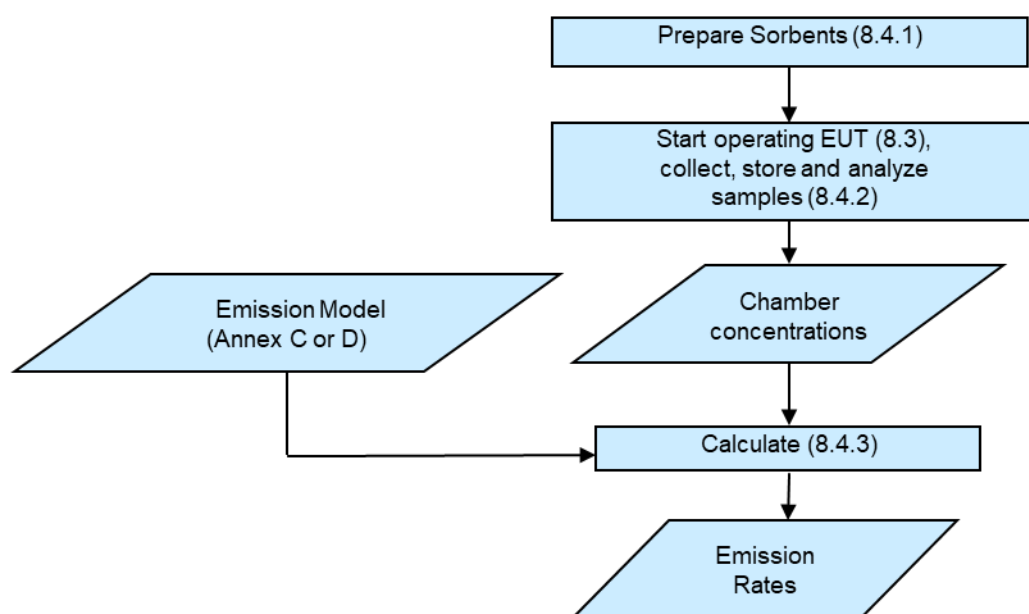 Prepare Sorbents (8.4.1)
Start operating EUT (8.3),
collect, store and analyze
samples (8.4.2)
Emission Model
(Annex C or D)
Chamber
concentrations
Calculate (8.4.3)
Emission
Rates